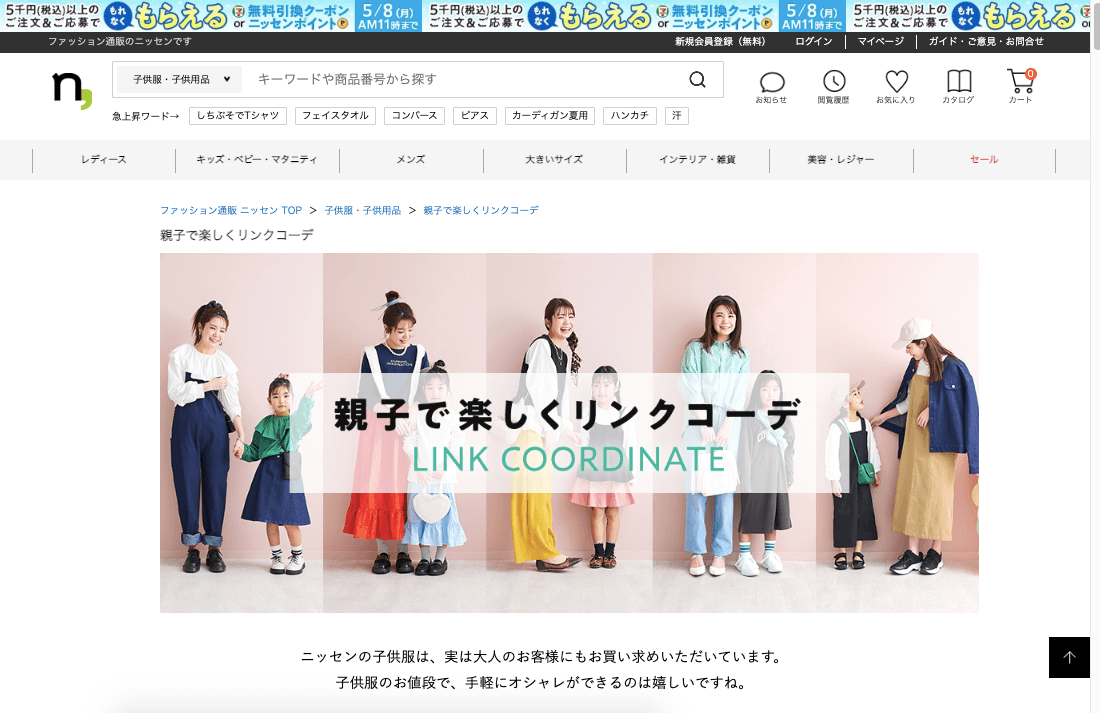 5千円(税込)以上のご注文&ご応募で もれなく もらえる 無料引換クーポン or ニッセンポイント 5/8(月)AM11時まで
5千円(税込)以上のご注文&ご応募で もれなく もらえる 無料引換クーポン or ニッセンポイント 5/8(月)AM11時まで
5千円(税込)以上のご注文&ご応募で もれなく もらえる
ファッション通販のニッセンです
新規会員登録(無料) ログイン マイページ ガイド・ご意見・お問合せ
n,
子供服・子供用品
キーワードや商品番号から探す
お知らせ 閲覧履歴 お気に入り カタログ 0 カート
急上昇ワード→ しちぶそでTシャツ フェイスタオル コンバース ピアス カーディガン夏用 ハンカチ 汗
レディース キッズ・ベビー・マタニティ メンズ 大きいサイズ インテリア・雑貨 美容・レジャー セール
ファッション通販 ニッセン TOP > 子供服・子供用品 > 親子で楽しくリンクコーデ
親子で楽しくリンクコーデ
親子で楽しくリンクコーデ
LINK COORDINATE
ニッセンの子供服は、実は大人のお客様にもお買い求めいただいています。
子供服のお値段で、手軽にオシャレができるのは嬉しいですね。